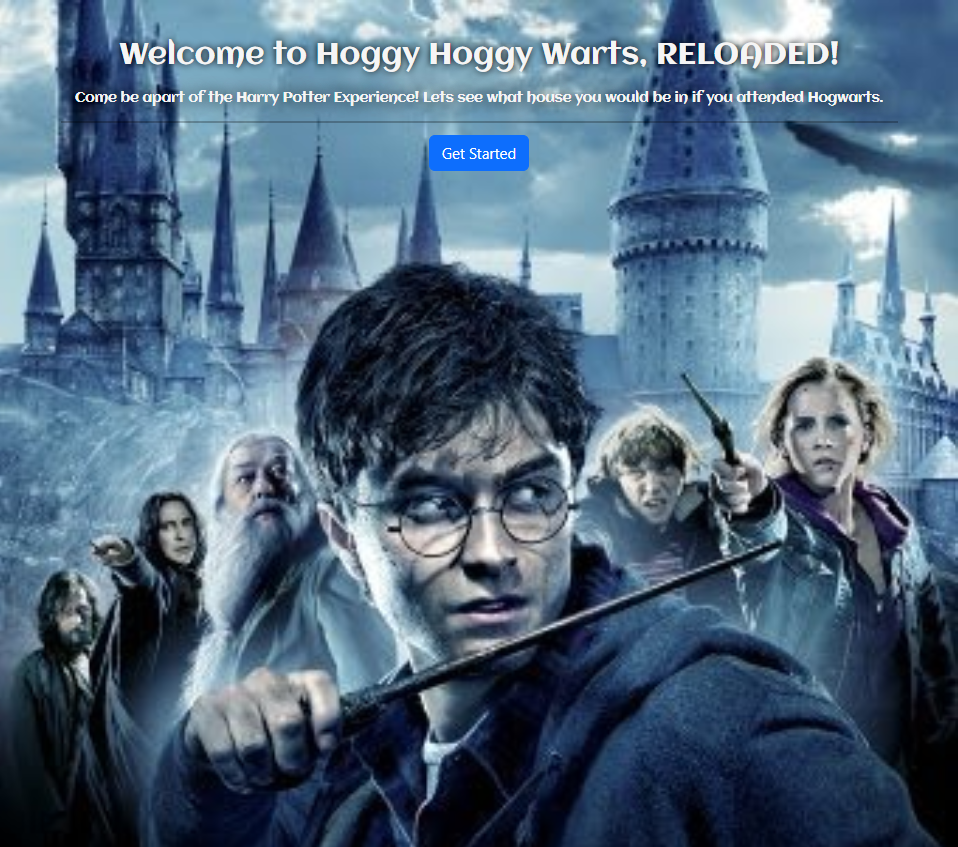 Welcome to Hoggy Hoggy Warts, RELOADED!
Come be apart of the Harry Potter Experience! Lets see what house you would be in if you attended Hogwarts.
Get Started